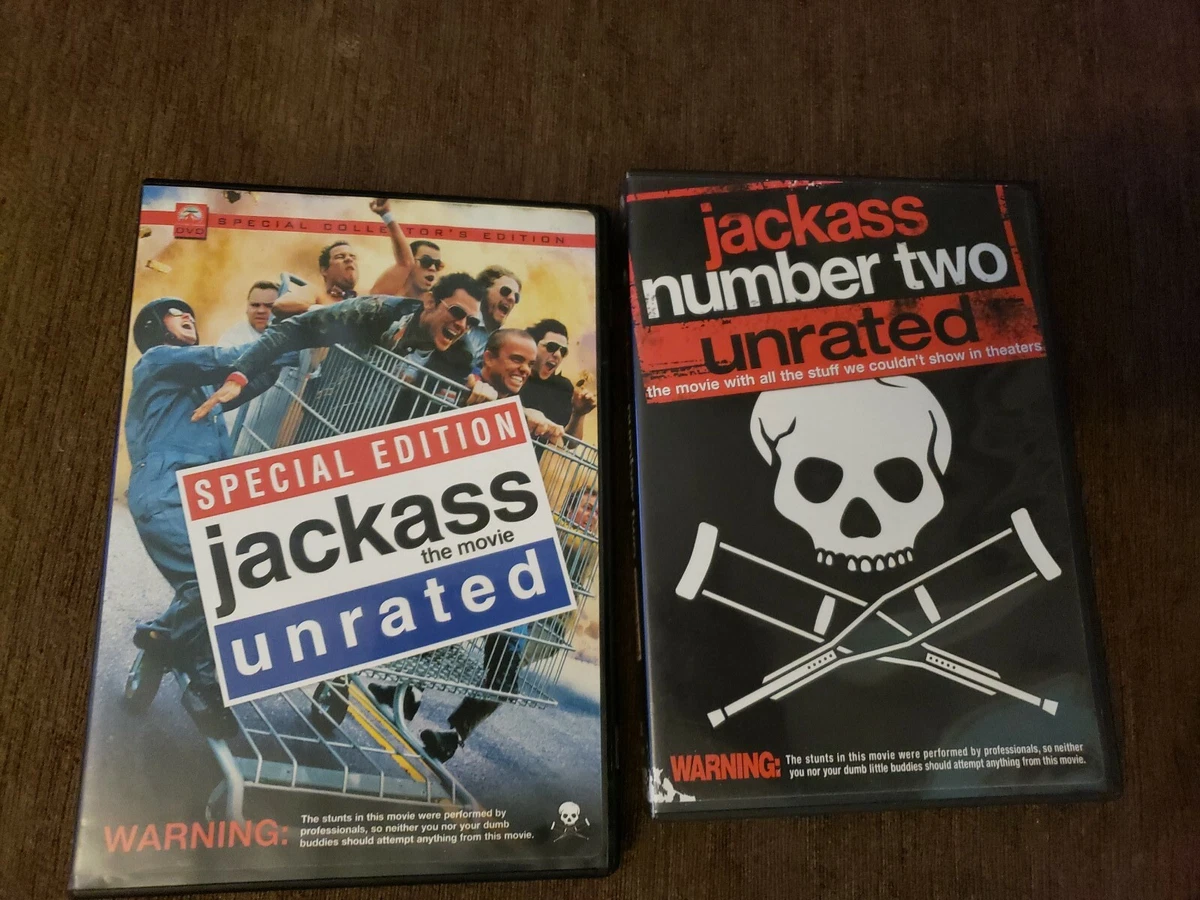 DVD
SPECIAL COLLECTOR'S EDITION
SPECIAL EDITION
jackass
the movie
unrated
WARNING:
The stunts in this movie were performed by
professionals, so neither you nor your dumb
buddies should attempt anything from this movie.
jackass
number two
unrated
the movie with all the stuff we couldn't show in theaters
WARNING:
The stunts in this movie were performed by professionals, so neither
you nor your dumb little buddies should attempt anything from this movie.